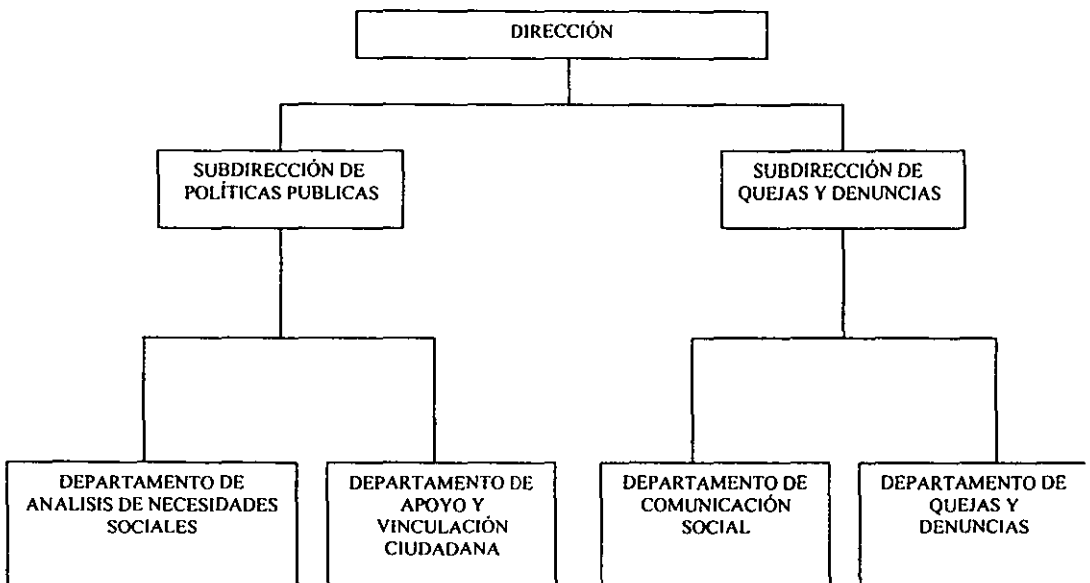 DIRECCIÓN
SUBDIRECCIÓN DE
POLÍTICAS PUBLICAS
SUBDIRECCIÓN DE
QUEJAS Y DENUNCIAS
DEPARTAMENTO DE
ANALISIS DE NECESIDADES
SOCIALES
DEPARTAMENTO DE
APOYO Y
VINCULACIÓN
CIUDADANA
DEPARTAMENTO DE
COMUNICACIÓN
SOCIAL
DEPARTAMENTO DE
QUEJAS Y
DENUNCIAS